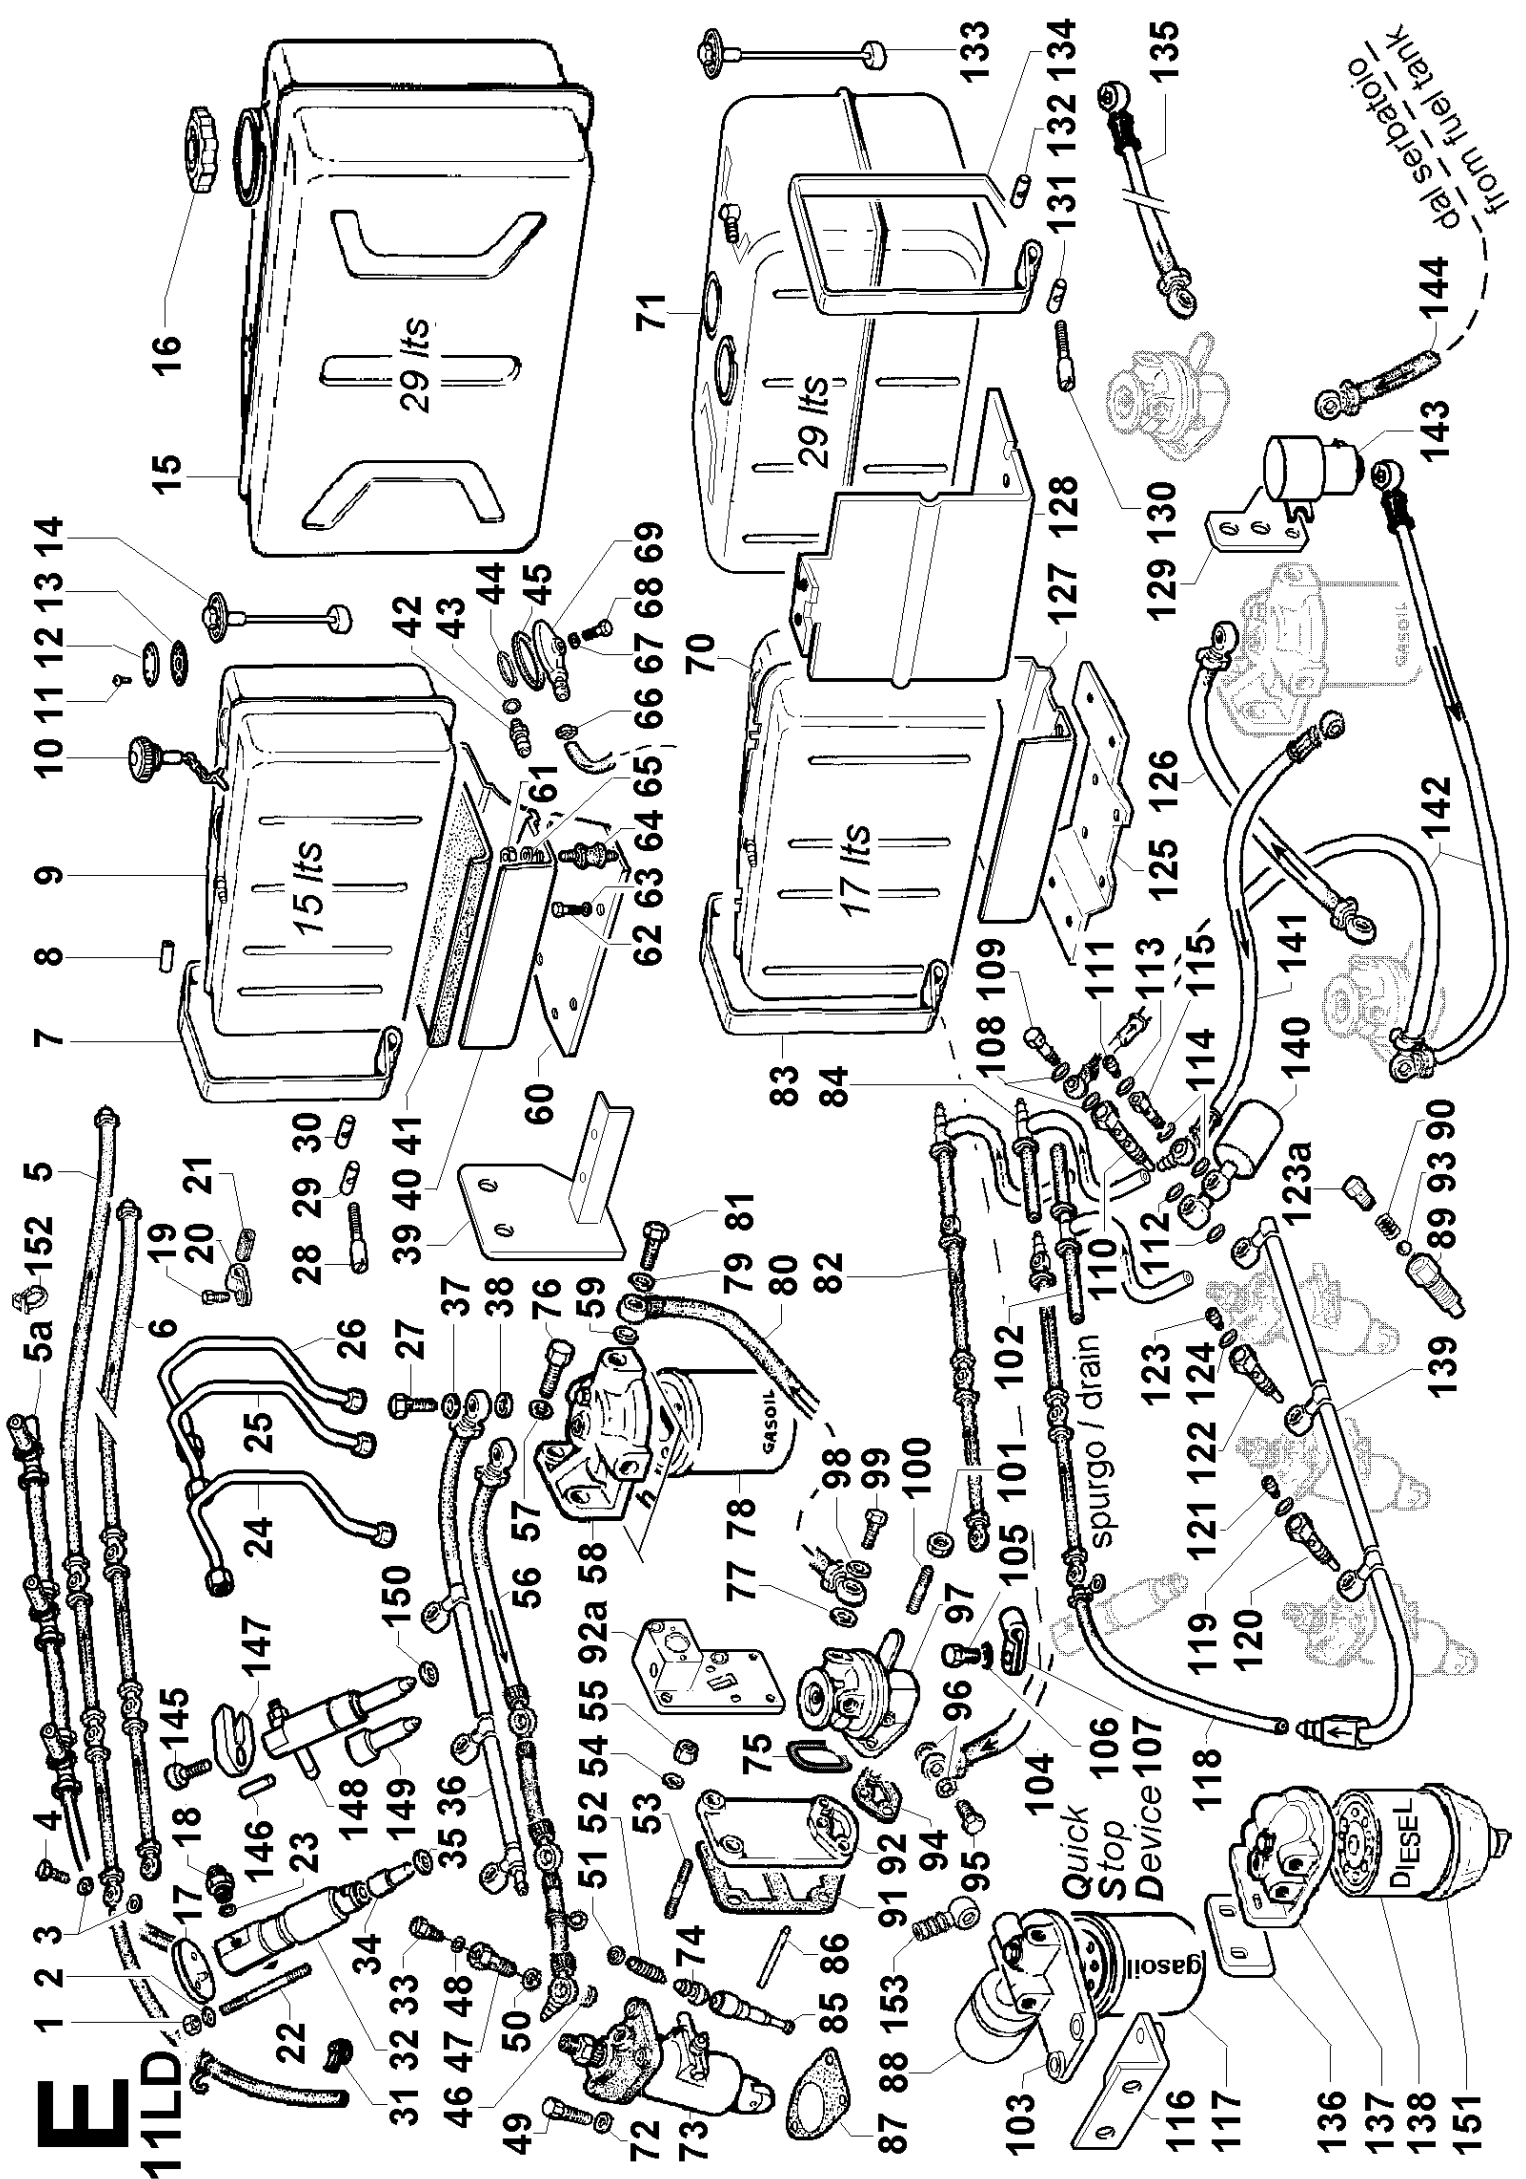 E
11LD
1 2 3 4 5a 152 5
7 8 9 10 11 12 13 14
15 16
17 18 145
147
19 20 21
6
22 23 146
24 25 26
148 149 150
28 29 30
31 32 34 33
35 36
27 37 38
39 40 41
42 43 44 45
46 47 48
49 50
51 52 54 55
53
56 57 76 59
58
60 61
62 63 64 65 66 67 68 69
15 lts
29 lts
70 71
72 73 74
75
92a
77 78
79 81
80 82
83 84
17 lts
29 lts
85 86 87
88 153
91 92 94
95 96 97
98 99 100
101 102
105
103
104
106
107
Quick
Stop
Device
108 109
110 111
112 113 114 115
116 117
118
119 120
121 122 123 124
123a
89 93 90
125 126
127 128
129 130
131 132 134 133
135
136 137 138 151
139 140 141
142 143 144
h
GASOIL
gasoil
DIESEL
GASOIL
spurgo / drain
dal serbatoio
from fuel tank